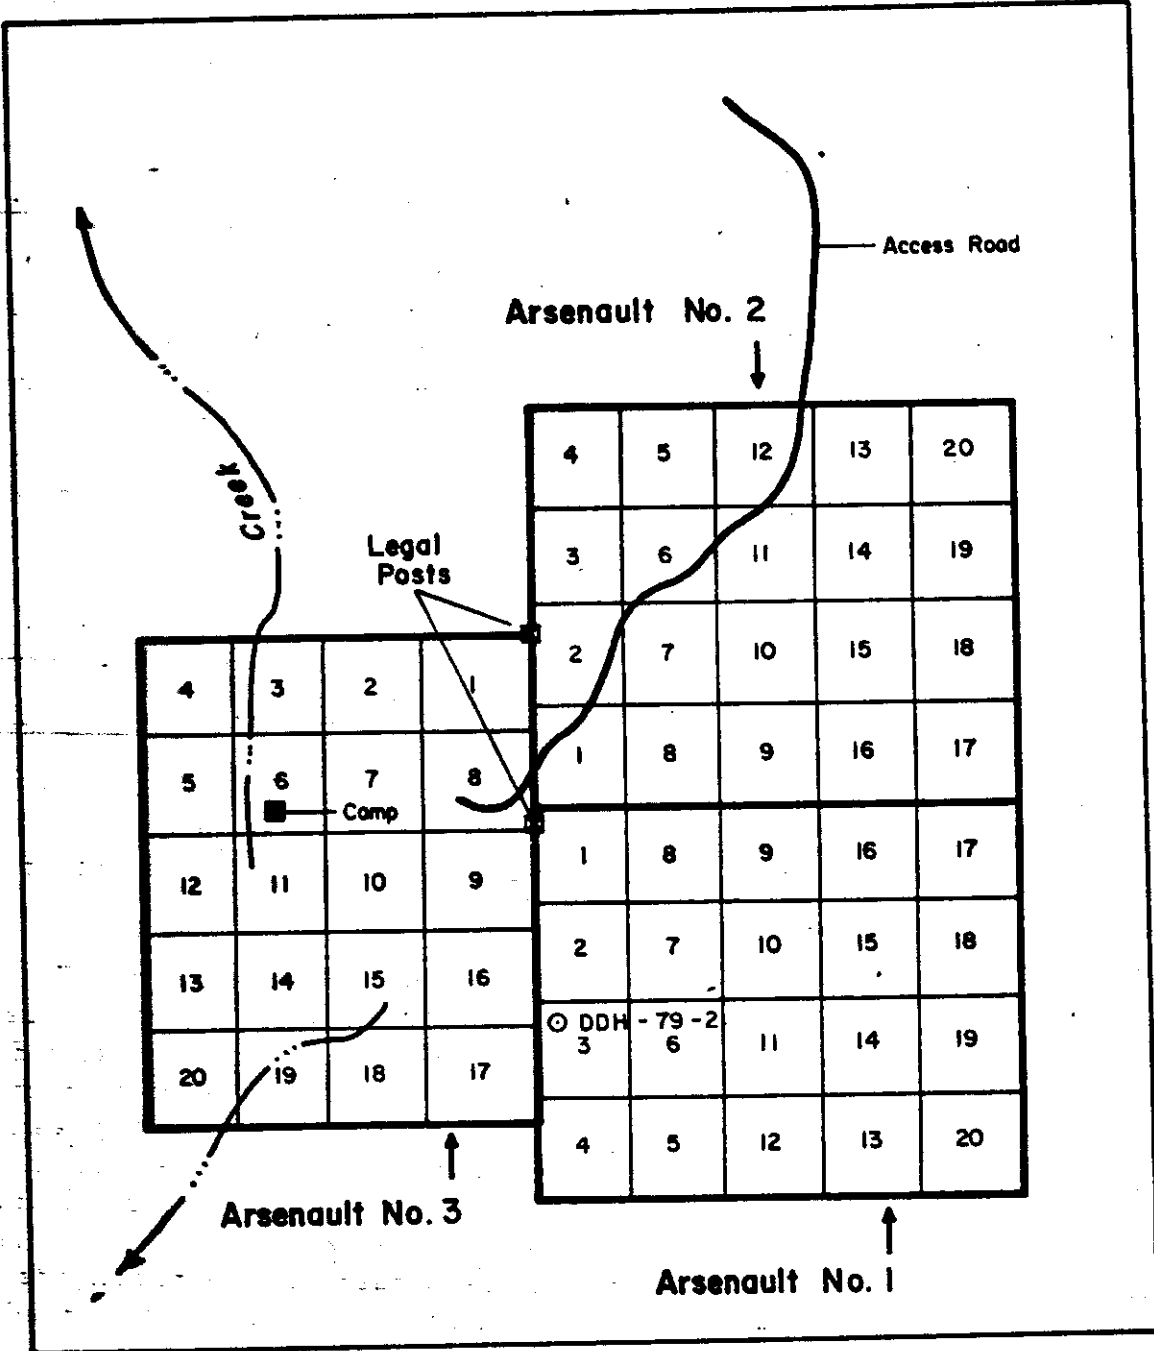 Access Road
Arsenault No. 2
4 5 12 13 20
3 6 11 14 19
Creek
Legal
Posts
2 7 10 15 18
4 3 2 1
1 8 9 16 17
5 6 7 8
Camp
1 8 9 16 17
12 11 10 9
2 7 10 15 18
13 14 15 16
DDH-79-2
3 6 11 14 19
20 19 18 17
4 5 12 13 20
Arsenault No. 3
Arsenault No. 1